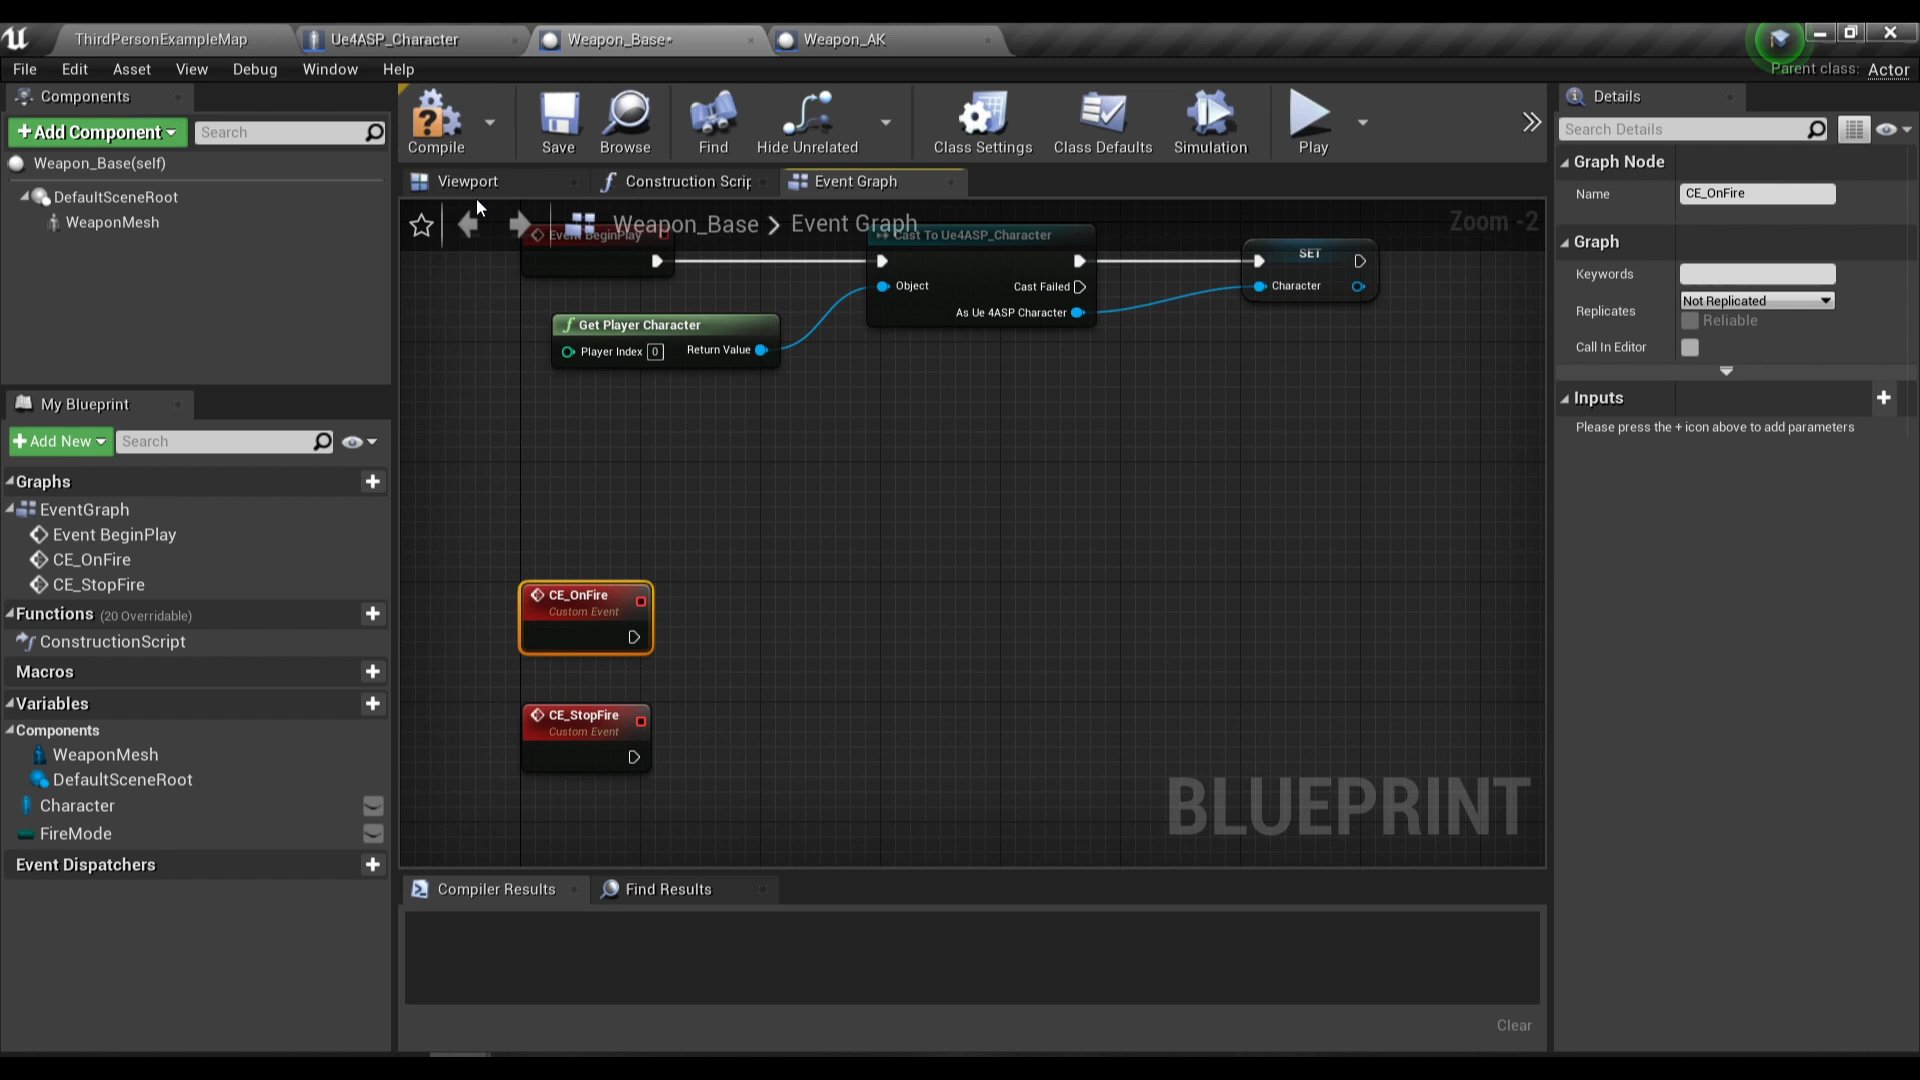 ThirdPersonExampleMap
Ue4ASP_Character
Weapon_Base*
Weapon_AK
File Edit Asset View Debug Window Help
Parent class: Actor
Components
+Add Component
Search
Weapon_Base(self)
DefaultSceneRoot
WeaponMesh
Compile
Save
Browse
Find
Hide Unrelated
Class Settings
Class Defaults
Simulation
Play
Viewport
Construction Scrip
Event Graph
Weapon_Base > Event Graph
Zoom -2
Event BeginPlay
Cast To Ue4ASP_Character
Object
Cast Failed
As Ue 4ASP Character
SET
Character
Get Player Character
Player Index 0
Return Value
CE_OnFire
Custom Event
CE_StopFire
Custom Event
BLUEPRINT
My Blueprint
+Add New
Search
Graphs
EventGraph
Event BeginPlay
CE_OnFire
CE_StopFire
Functions (20 Overridable)
ConstructionScript
Macros
Variables
Components
WeaponMesh
DefaultSceneRoot
Character
FireMode
Event Dispatchers
Compiler Results
Find Results
Clear
Details
Search Details
Graph Node
Name CE_OnFire
Graph
Keywords
Replicates Not Replicated
Reliable
Call In Editor
Inputs
Please press the + icon above to add parameters